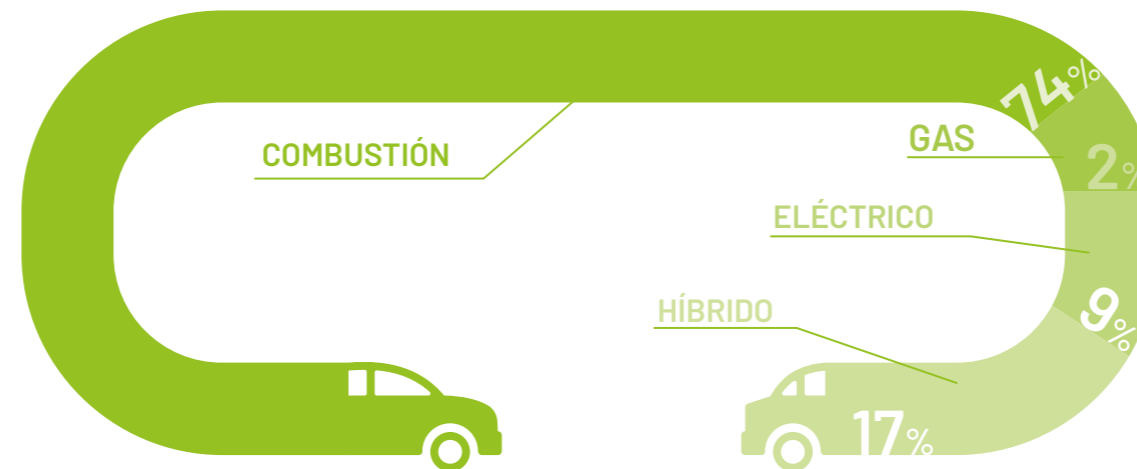 74%
COMBUSTIÓN
GAS
2%
ELÉCTRICO
9%
HÍBRIDO
17%